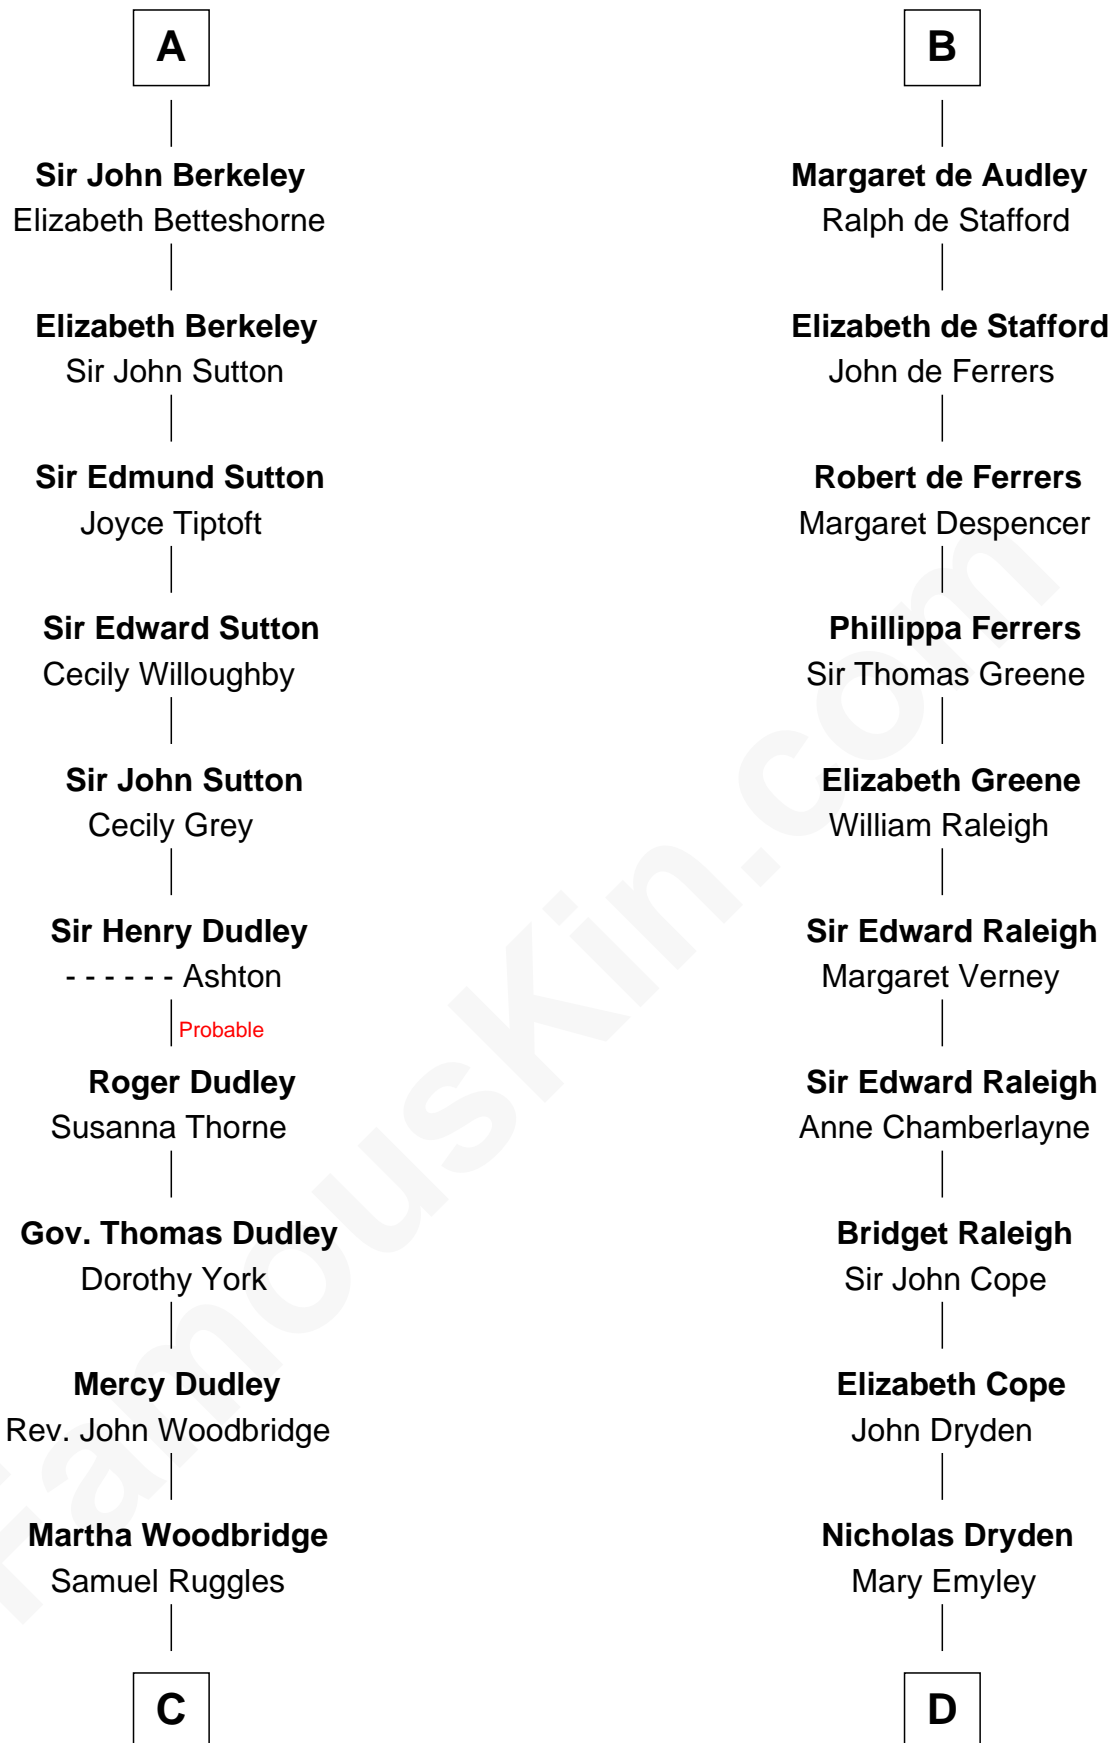 A
Sir John Berkeley
Elizabeth Betteshorne
Elizabeth Berkeley
Sir John Sutton
Sir Edmund Sutton
Joyce Tiptoft
Sir Edward Sutton
Cecily Willoughby
Sir John Sutton
Cecily Grey
Sir Henry Dudley
- - - - - - Ashton
Probable
Roger Dudley
Susanna Thorne
Gov. Thomas Dudley
Dorothy York
Mercy Dudley
Rev. John Woodbridge
Martha Woodbridge
Samuel Ruggles
C
B
Margaret de Audley
Ralph de Stafford
Elizabeth de Stafford
John de Ferrers
Robert de Ferrers
Margaret Despencer
Phillippa Ferrers
Sir Thomas Greene
Elizabeth Greene
William Raleigh
Sir Edward Raleigh
Margaret Verney
Sir Edward Raleigh
Anne Chamberlayne
Bridget Raleigh
Sir John Cope
Elizabeth Cope
John Dryden
Nicholas Dryden
Mary Emyley
D
FamousKin.com